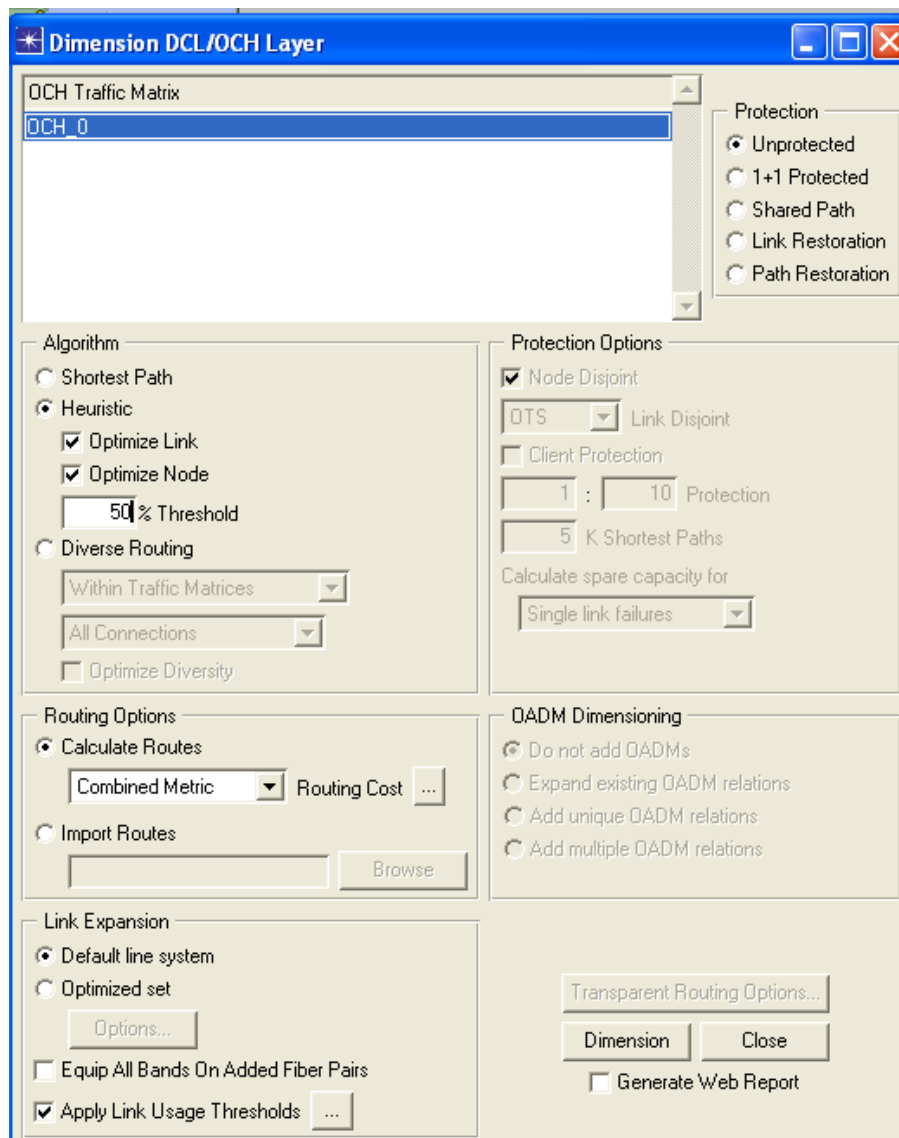 Dimension DCL/OCH Layer
OCH Traffic Matrix
OCH_0
Protection
Unprotected
1+1 Protected
Shared Path
Link Restoration
Path Restoration
Algorithm
Shortest Path
Heuristic
Optimize Link
Optimize Node
50 % Threshold
Diverse Routing
Within Traffic Matrices
All Connections
Optimize Diversity
Protection Options
Node Disjoint
OTS Link Disjoint
Client Protection
1 : 10 Protection
5 K Shortest Paths
Calculate spare capacity for
Single link failures
Routing Options
Calculate Routes
Combined Metric Routing Cost ...
Import Routes
Browse
OADM Dimensioning
Do not add OADMs
Expand existing OADM relations
Add unique OADM relations
Add multiple OADM relations
Link Expansion
Default line system
Optimized set
Options...
Equip All Bands On Added Fiber Pairs
Apply Link Usage Thresholds ...
Transparent Routing Options...
Dimension Close
Generate Web Report